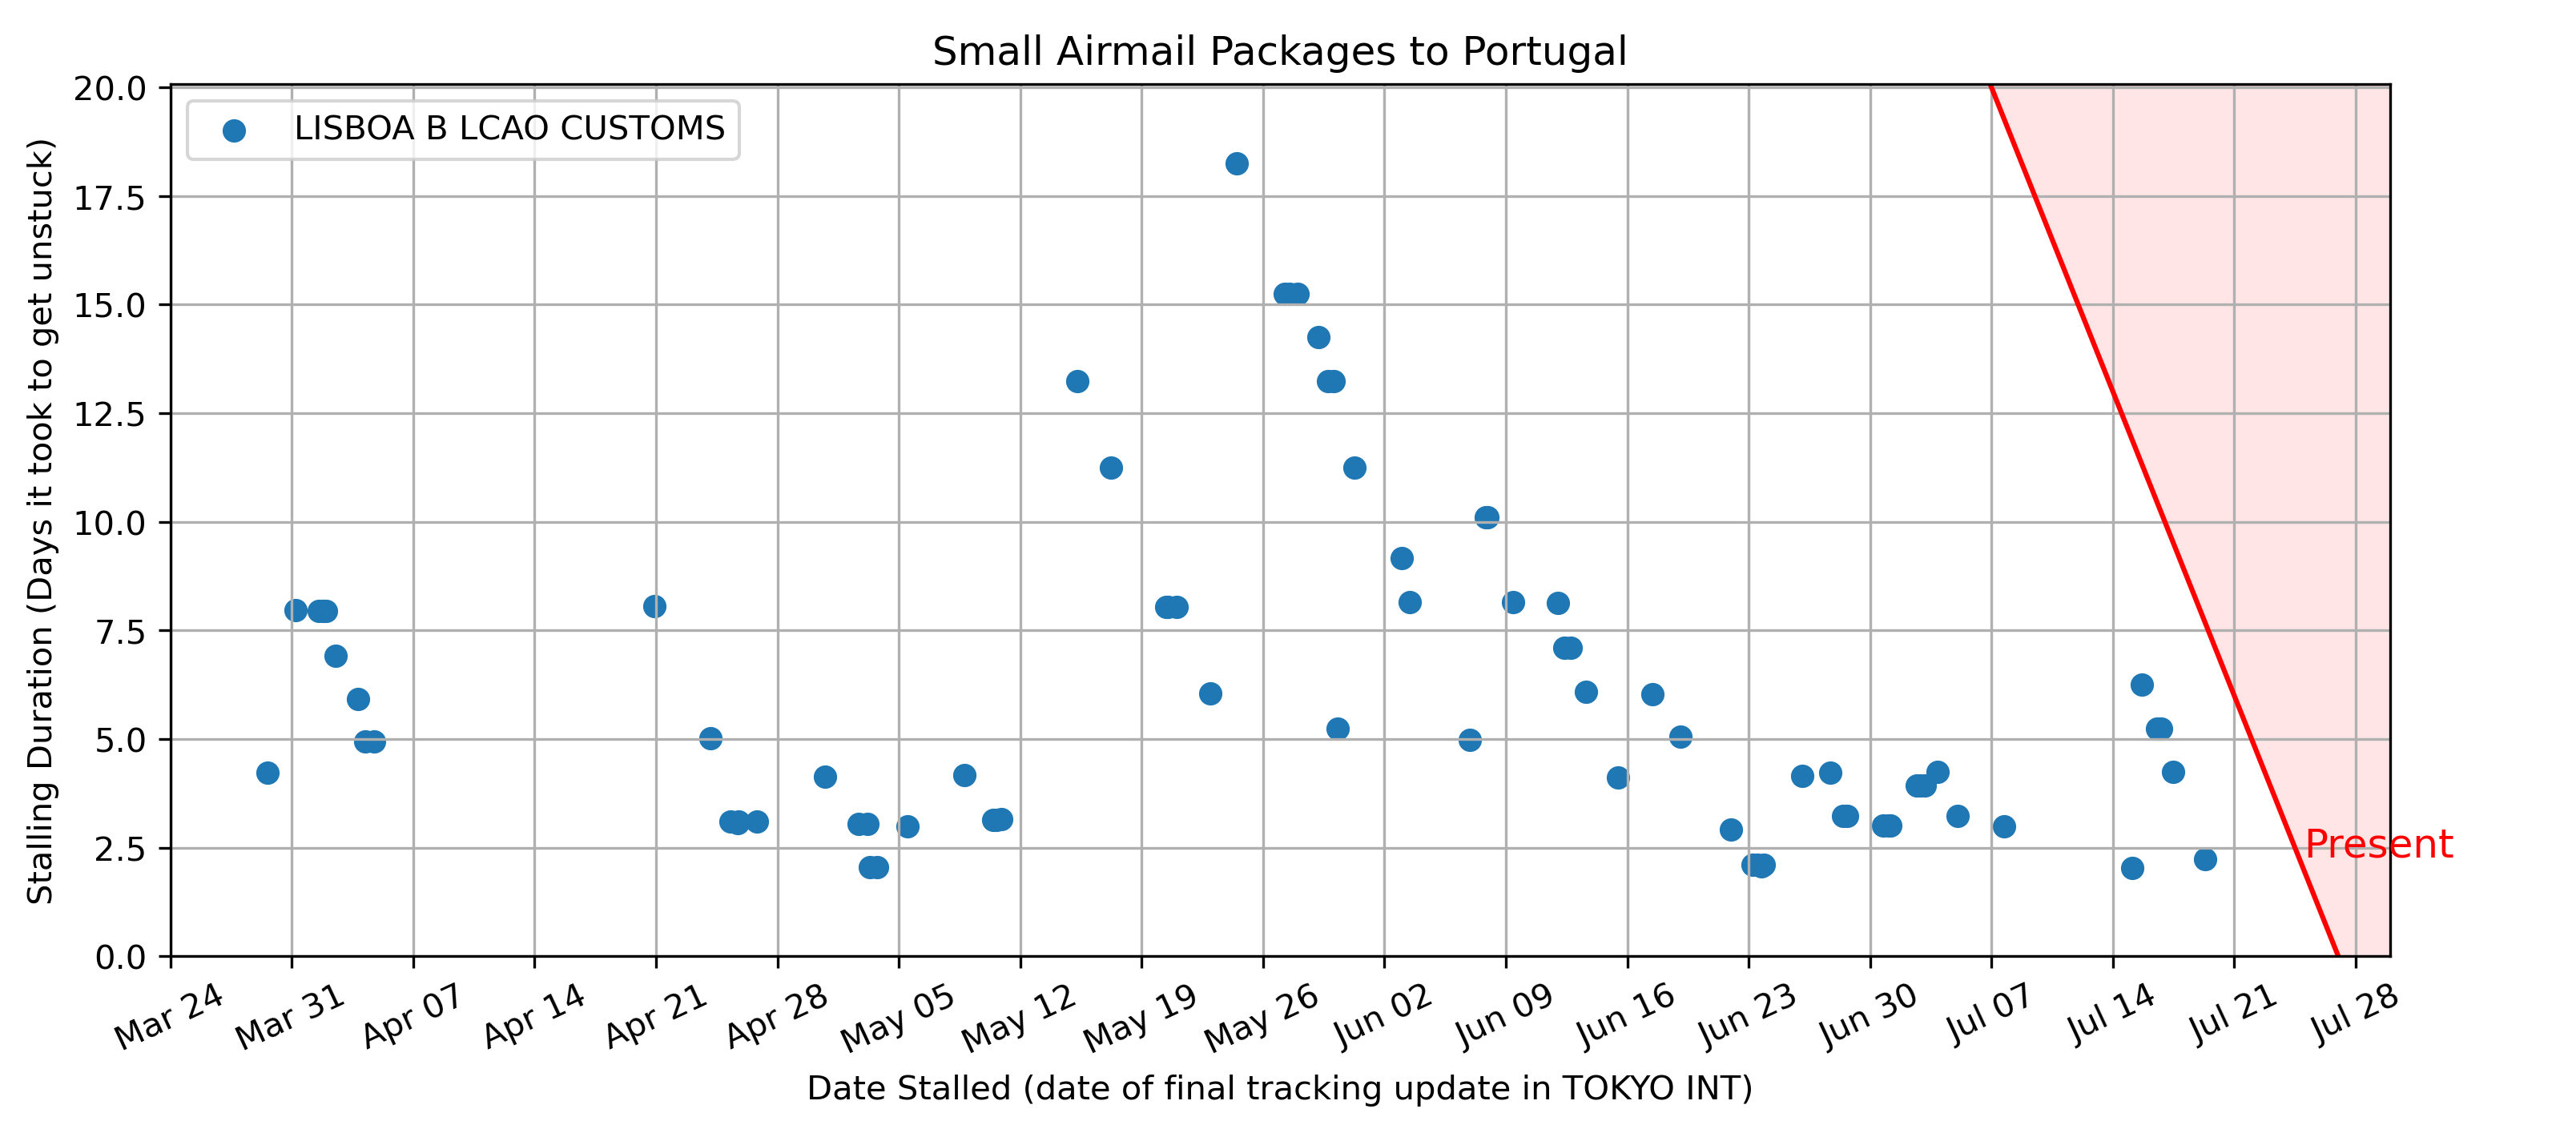 Small Airmail Packages to Portugal
LISBOA B LCAO CUSTOMS
Stalling Duration (Days it took to get unstuck)
20.0
17.5
15.0
12.5
10.0
7.5
5.0
2.5
0.0
Present
Mar 24
Mar 31
Apr 07
Apr 14
Apr 21
Apr 28
May 05
May 12
May 19
May 26
Jun 02
Jun 09
Jun 16
Jun 23
Jun 30
Jul 07
Jul 14
Jul 21
Jul 28
Date Stalled (date of final tracking update in TOKYO INT)